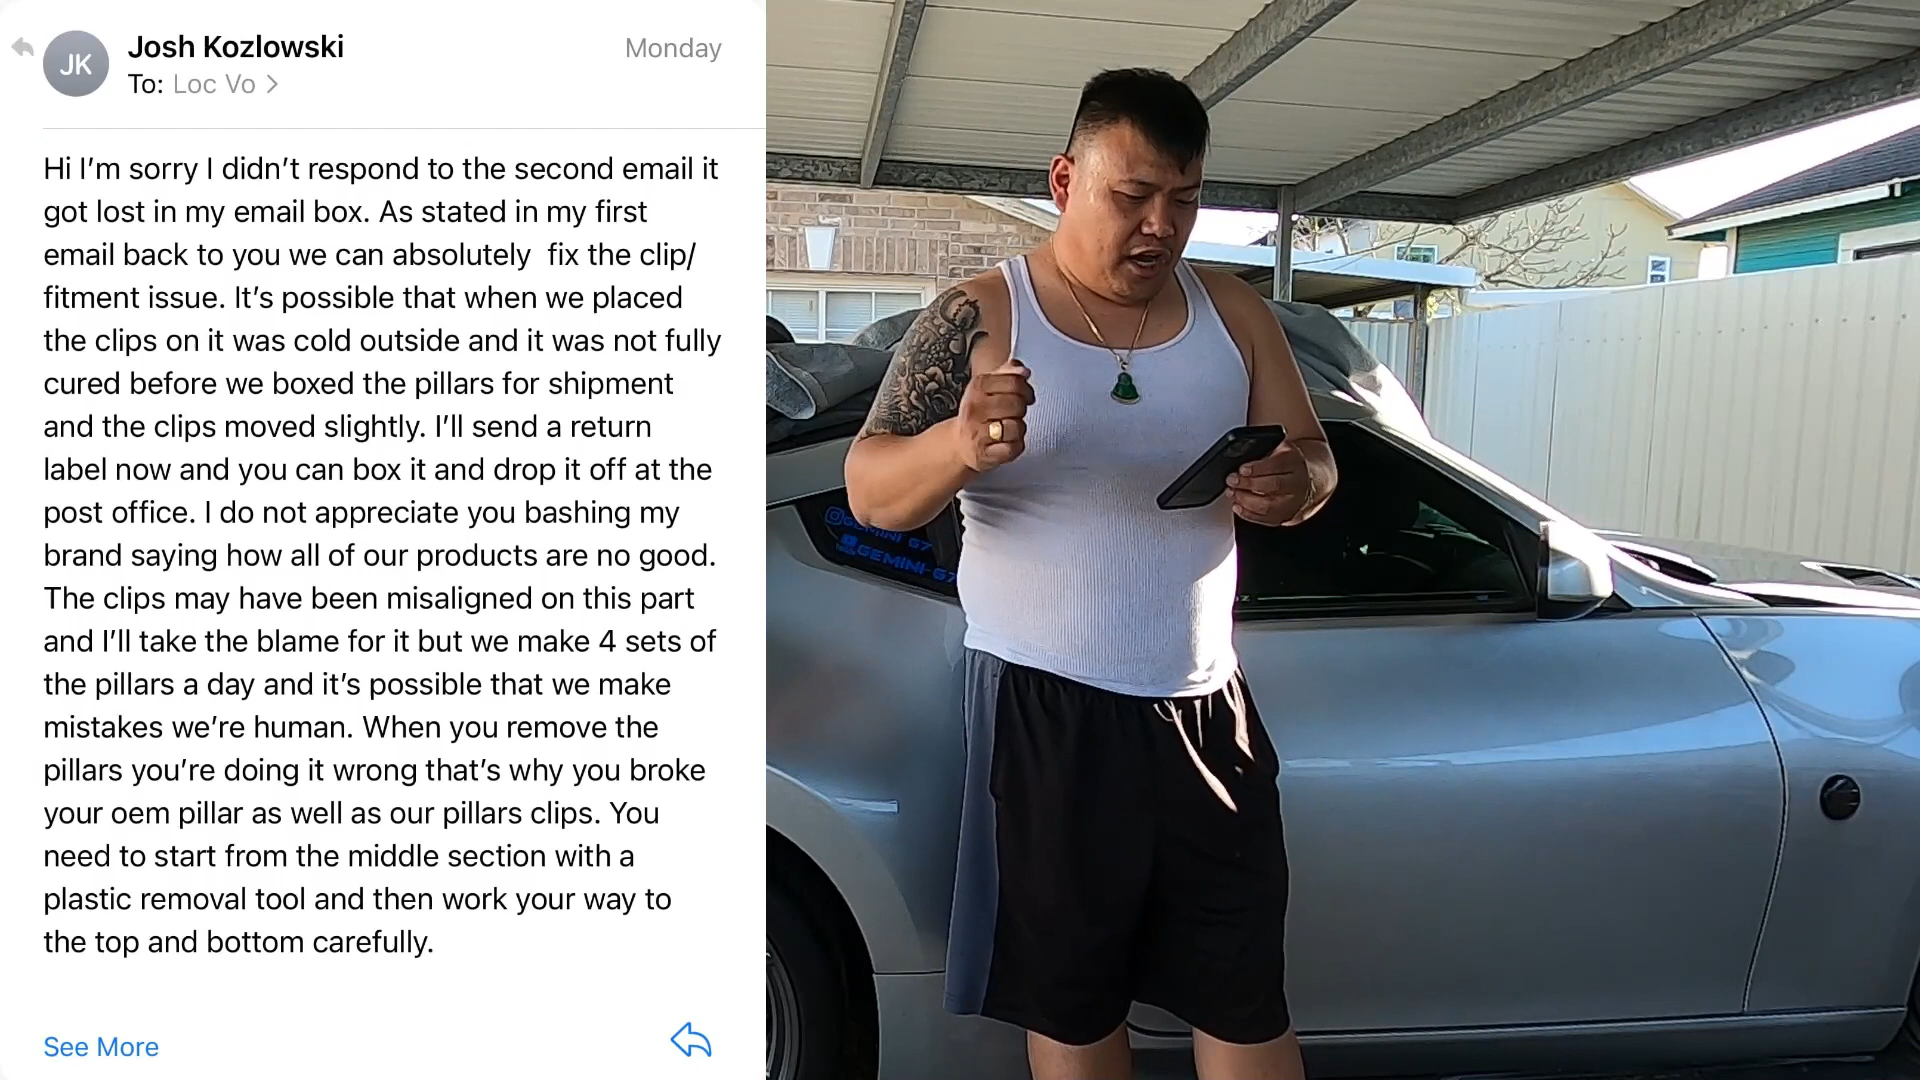 Josh Kozlowski
Monday
JK
To: Loc Vo >
Hi I’m sorry I didn’t respond to the second email it
got lost in my email box. As stated in my first
email back to you we can absolutely  fix the clip/
fitment issue. It’s possible that when we placed
the clips on it was cold outside and it was not fully
cured before we boxed the pillars for shipment
and the clips moved slightly. I’ll send a return
label now and you can box it and drop it off at the
post office. I do not appreciate you bashing my
brand saying how all of our products are no good.
The clips may have been misaligned on this part
and I’ll take the blame for it but we make 4 sets of
the pillars a day and it’s possible that we make
mistakes we’re human. When you remove the
pillars you’re doing it wrong that’s why you broke
your oem pillar as well as our pillars clips. You
need to start from the middle section with a
plastic removal tool and then work your way to
the top and bottom carefully.
See More
GEMINI G7
GEMINI-G7